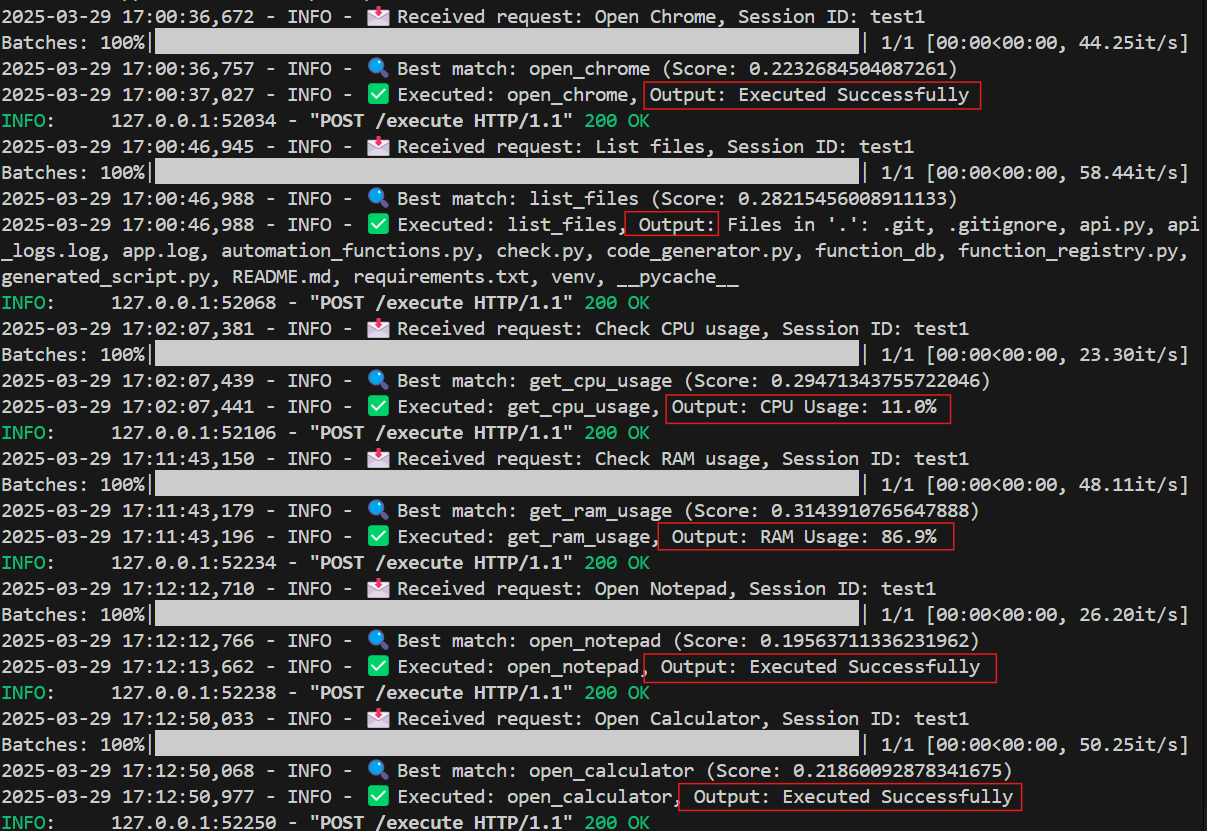 2025-03-29 17:00:36,672 - INFO - 📩 Received request: Open Chrome, Session ID: test1
Batches: 100%|██████████| 1/1 [00:00<00:00, 44.25it/s]
2025-03-29 17:00:36,757 - INFO - 🔍 Best match: open_chrome (Score: 0.2232684504087261)
2025-03-29 17:00:37,027 - INFO - ✅ Executed: open_chrome, Output: Executed Successfully
INFO: 127.0.0.1:52034 - "POST /execute HTTP/1.1" 200 OK
2025-03-29 17:00:46,945 - INFO - 📩 Received request: List files, Session ID: test1
Batches: 100%|██████████| 1/1 [00:00<00:00, 58.44it/s]
2025-03-29 17:00:46,988 - INFO - 🔍 Best match: list_files (Score: 0.28215456008911133)
2025-03-29 17:00:46,988 - INFO - ✅ Executed: list_files, Output: Files in '.': .git, .gitignore, api.py, api
_logs.log, app.log, automation_functions.py, check.py, code_generator.py, function_db, function_registry.py,
generated_script.py, README.md, requirements.txt, venv, __pycache__
INFO: 127.0.0.1:52068 - "POST /execute HTTP/1.1" 200 OK
2025-03-29 17:02:07,381 - INFO - 📩 Received request: Check CPU usage, Session ID: test1
Batches: 100%|██████████| 1/1 [00:00<00:00, 23.30it/s]
2025-03-29 17:02:07,439 - INFO - 🔍 Best match: get_cpu_usage (Score: 0.29471343755722046)
2025-03-29 17:02:07,441 - INFO - ✅ Executed: get_cpu_usage, Output: CPU Usage: 11.0%
INFO: 127.0.0.1:52106 - "POST /execute HTTP/1.1" 200 OK
2025-03-29 17:11:43,150 - INFO - 📩 Received request: Check RAM usage, Session ID: test1
Batches: 100%|██████████| 1/1 [00:00<00:00, 48.11it/s]
2025-03-29 17:11:43,179 - INFO - 🔍 Best match: get_ram_usage (Score: 0.3143910765647888)
2025-03-29 17:11:43,196 - INFO - ✅ Executed: get_ram_usage, Output: RAM Usage: 86.9%
INFO: 127.0.0.1:52234 - "POST /execute HTTP/1.1" 200 OK
2025-03-29 17:12:12,710 - INFO - 📩 Received request: Open Notepad, Session ID: test1
Batches: 100%|██████████| 1/1 [00:00<00:00, 26.20it/s]
2025-03-29 17:12:12,766 - INFO - 🔍 Best match: open_notepad (Score: 0.19563711336231962)
2025-03-29 17:12:13,662 - INFO - ✅ Executed: open_notepad, Output: Executed Successfully
INFO: 127.0.0.1:52238 - "POST /execute HTTP/1.1" 200 OK
2025-03-29 17:12:50,033 - INFO - 📩 Received request: Open Calculator, Session ID: test1
Batches: 100%|██████████| 1/1 [00:00<00:00, 50.25it/s]
2025-03-29 17:12:50,068 - INFO - 🔍 Best match: open_calculator (Score: 0.21860092878341675)
2025-03-29 17:12:50,977 - INFO - ✅ Executed: open_calculator, Output: Executed Successfully
INFO: 127.0.0.1:52250 - "POST /execute HTTP/1.1" 200 OK